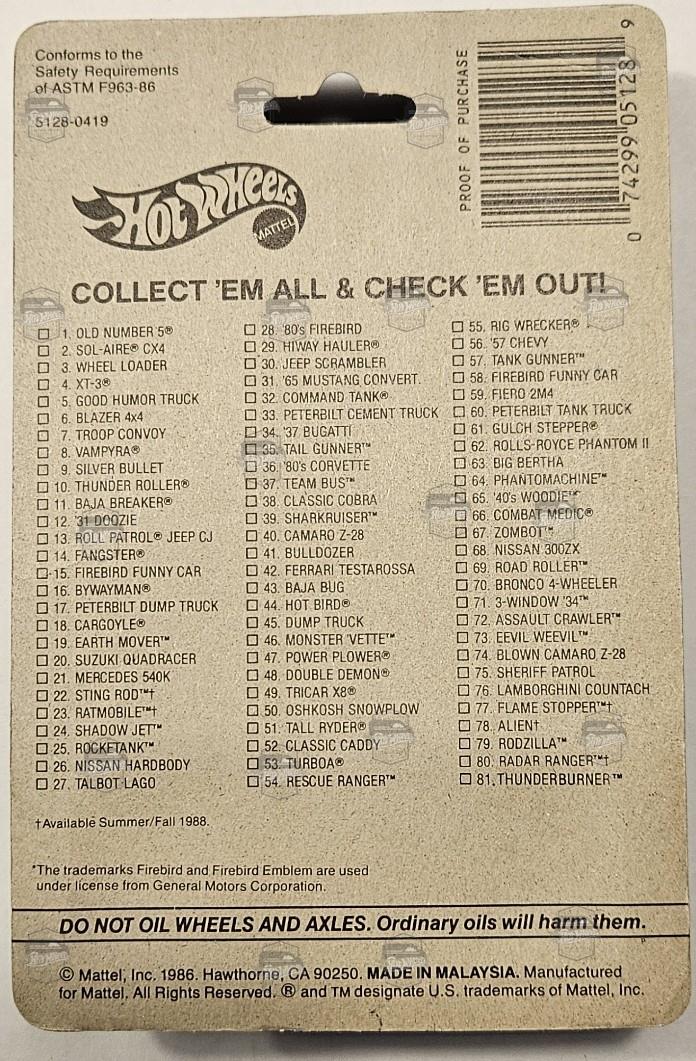 Conforms to the
Safety Requirements
of ASTM F963-86
5128-0419
PROOF OF PURCHASE
0 74299 05128 9
Hot Wheels
MATTEL
COLLECT 'EM ALL & CHECK 'EM OUT!
1. OLD NUMBER 5®
2. SOL-AIRE® CX4
3. WHEEL LOADER
4. XT-3®
5. GOOD HUMOR TRUCK
6. BLAZER 4x4
7. TROOP CONVOY
8. VAMPYRA®
9. SILVER BULLET
10. THUNDER ROLLER®
11. BAJA BREAKER®
12. '31 DOOZIE
13. ROLL PATROL® JEEP CJ
14. FANGSTER®
15. FIREBIRD FUNNY CAR
16. BYWAYMAN®
17. PETERBILT DUMP TRUCK
18. CARGOYLE®
19. EARTH MOVER™
20. SUZUKI QUADRACER
21. MERCEDES 540K
22. STING ROD™†
23. RATMOBILE™†
24. SHADOW JET™
25. ROCKETANK™
26. NISSAN HARDBODY
27. TALBOT-LAGO
28. '80's FIREBIRD
29. HIWAY HAULER®
30. JEEP SCRAMBLER
31. '65 MUSTANG CONVERT.
32. COMMAND TANK®
33. PETERBILT CEMENT TRUCK
34. '37 BUGATTI
35. TAIL GUNNER™
36. '80's CORVETTE
37. TEAM BUS™
38. CLASSIC COBRA
39. SHARKRUISER™
40. CAMARO Z-28
41. BULLDOZER
42. FERRARI TESTAROSSA
43. BAJA BUG
44. HOT BIRD®
45. DUMP TRUCK
46. MONSTER 'VETTE™
47. POWER PLOWER®
48. DOUBLE DEMON®
49. TRICAR X8®
50. OSHKOSH SNOWPLOW
51. TALL RYDER®
52. CLASSIC CADDY
53. TURBOA®
54. RESCUE RANGER™
55. RIG WRECKER®
56. '57 CHEVY
57. TANK GUNNER™
58. FIREBIRD FUNNY CAR
59. FIERO 2M4
60. PETERBILT TANK TRUCK
61. GULCH STEPPER®
62. ROLLS-ROYCE PHANTOM II
63. BIG BERTHA
64. PHANTOMACHINE™
65. '40's WOODIE™
66. COMBAT MEDIC®
67. ZOMBOT™
68. NISSAN 300ZX
69. ROAD ROLLER™
70. BRONCO 4-WHEELER
71. 3-WINDOW '34™
72. ASSAULT CRAWLER™
73. EEVIL WEEVIL™
74. BLOWN CAMARO Z-28
75. SHERIFF PATROL
76. LAMBORGHINI COUNTACH
77. FLAME STOPPER™†
78. ALIEN†
79. RODZILLA™
80. RADAR RANGER™†
81. THUNDERBURNER™
†Available Summer/Fall 1988.
*The trademarks Firebird and Firebird Emblem are used
under license from General Motors Corporation.
DO NOT OIL WHEELS AND AXLES. Ordinary oils will harm them.
© Mattel, Inc. 1986. Hawthorne, CA 90250. MADE IN MALAYSIA. Manufactured
for Mattel. All Rights Reserved. ® and TM designate U.S. trademarks of Mattel, Inc.